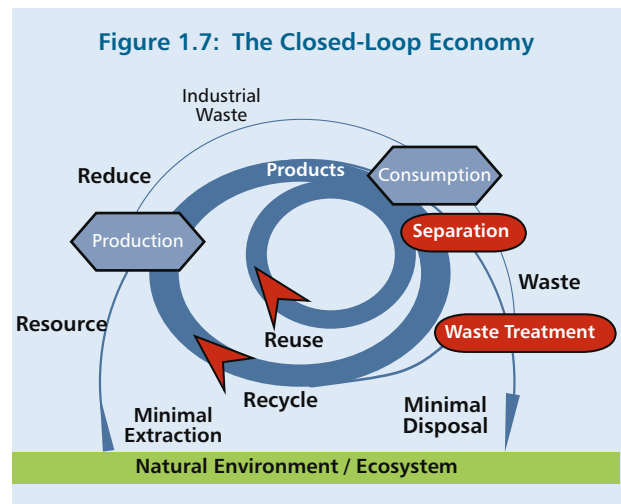 Figure 1.7: The Closed-Loop Economy
Industrial
Waste
Products
Reduce
Consumption
Production
Separation
Waste
Resource
Waste Treatment
Reuse
Recycle
Minimal
Extraction
Minimal
Disposal
Natural Environment / Ecosystem